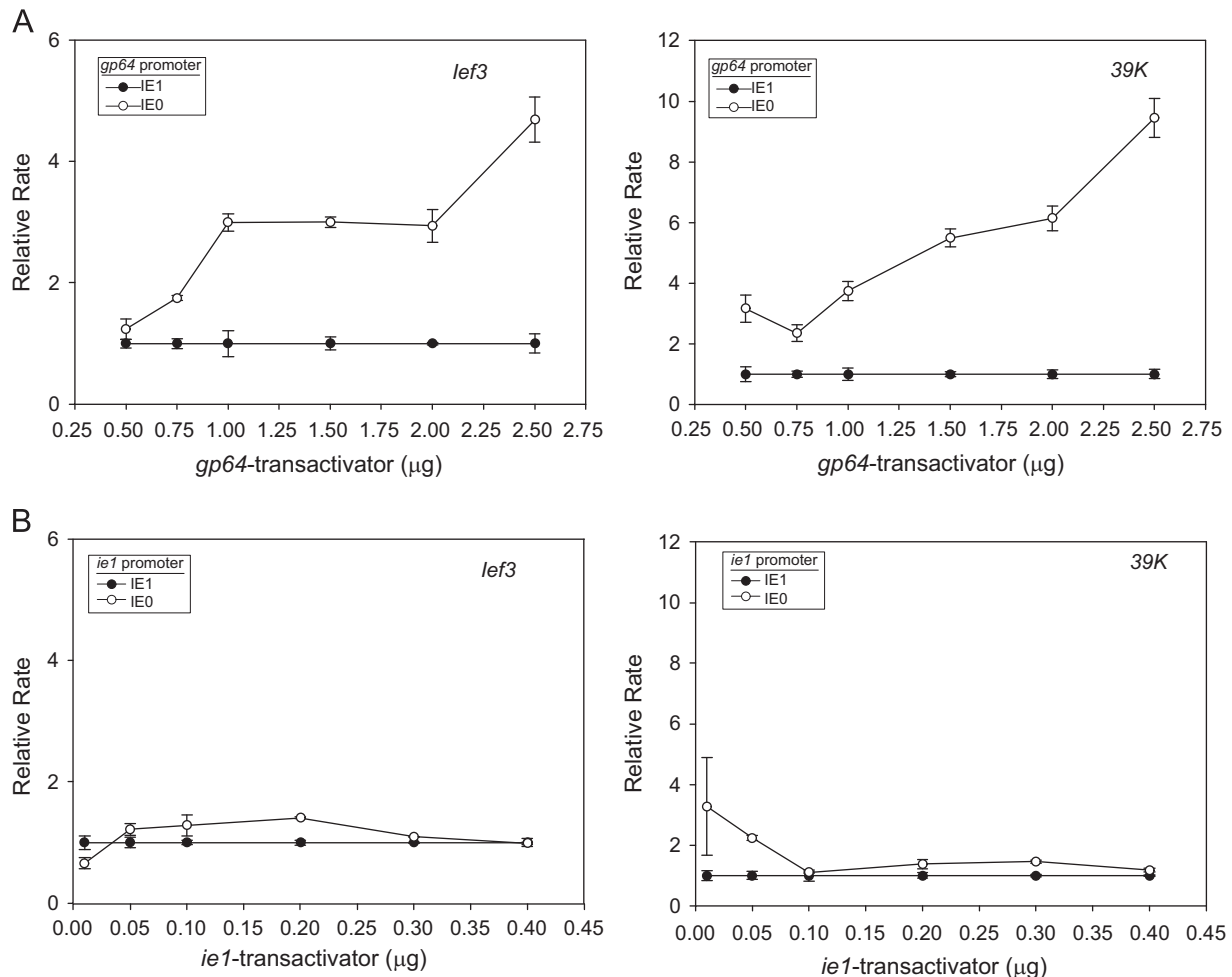 A
6
4
2
0
Relative Rate
gp64 promoter
IE1
IE0
lef3
0.25 0.50 0.75 1.00 1.25 1.50 1.75 2.00 2.25 2.50 2.75
gp64-transactivator (μg)
12
10
8
6
4
2
0
Relative Rate
gp64 promoter
IE1
IE0
39K
0.25 0.50 0.75 1.00 1.25 1.50 1.75 2.00 2.25 2.50 2.75
gp64-transactivator (μg)
B
6
4
2
0
Relative Rate
ie1 promoter
IE1
IE0
lef3
0.00 0.05 0.10 0.15 0.20 0.25 0.30 0.35 0.40 0.45
ie1-transactivator (μg)
12
10
8
6
4
2
0
Relative Rate
ie1 promoter
IE1
IE0
39K
0.00 0.05 0.10 0.15 0.20 0.25 0.30 0.35 0.40 0.45
ie1-transactivator (μg)